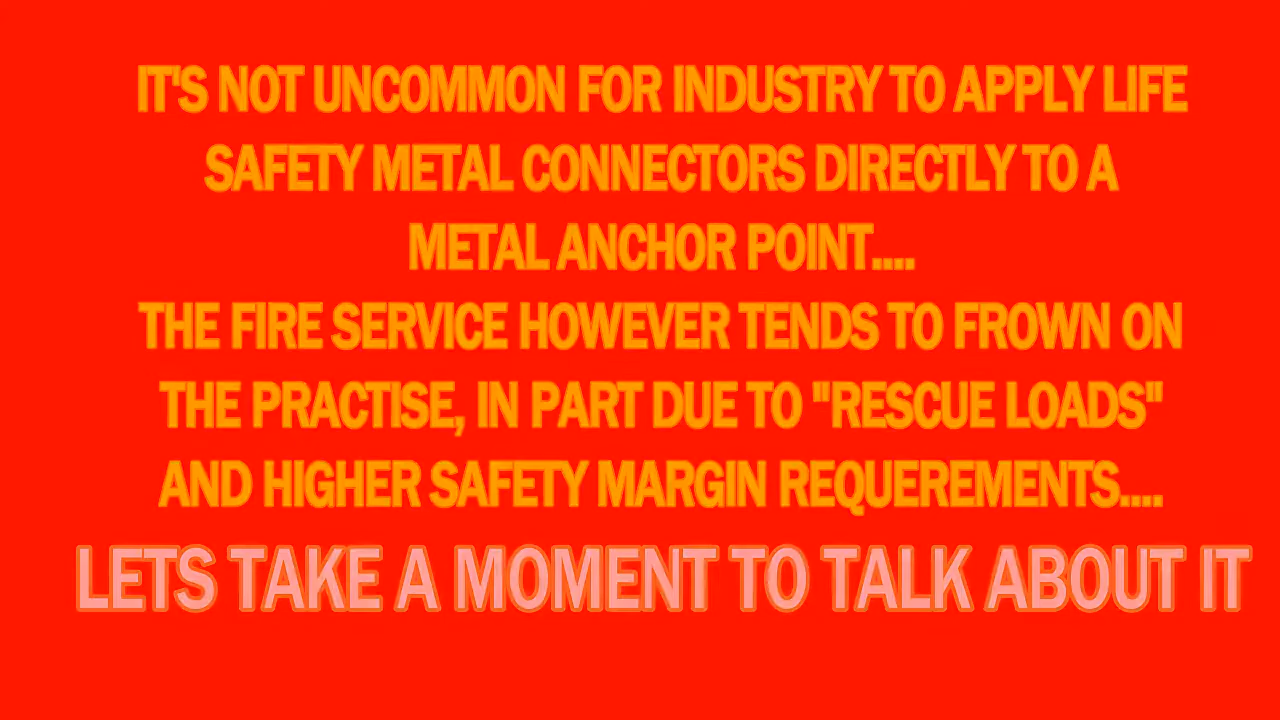 IT'S NOT UNCOMMON FOR INDUSTRY TO APPLY LIFE
SAFETY METAL CONNECTORS DIRECTLY TO A
METAL ANCHOR POINT....
THE FIRE SERVICE HOWEVER TENDS TO FROWN ON
THE PRACTISE, IN PART DUE TO "RESCUE LOADS"
AND HIGHER SAFETY MARGIN REQUEREMENTS....
LETS TAKE A MOMENT TO TALK ABOUT IT